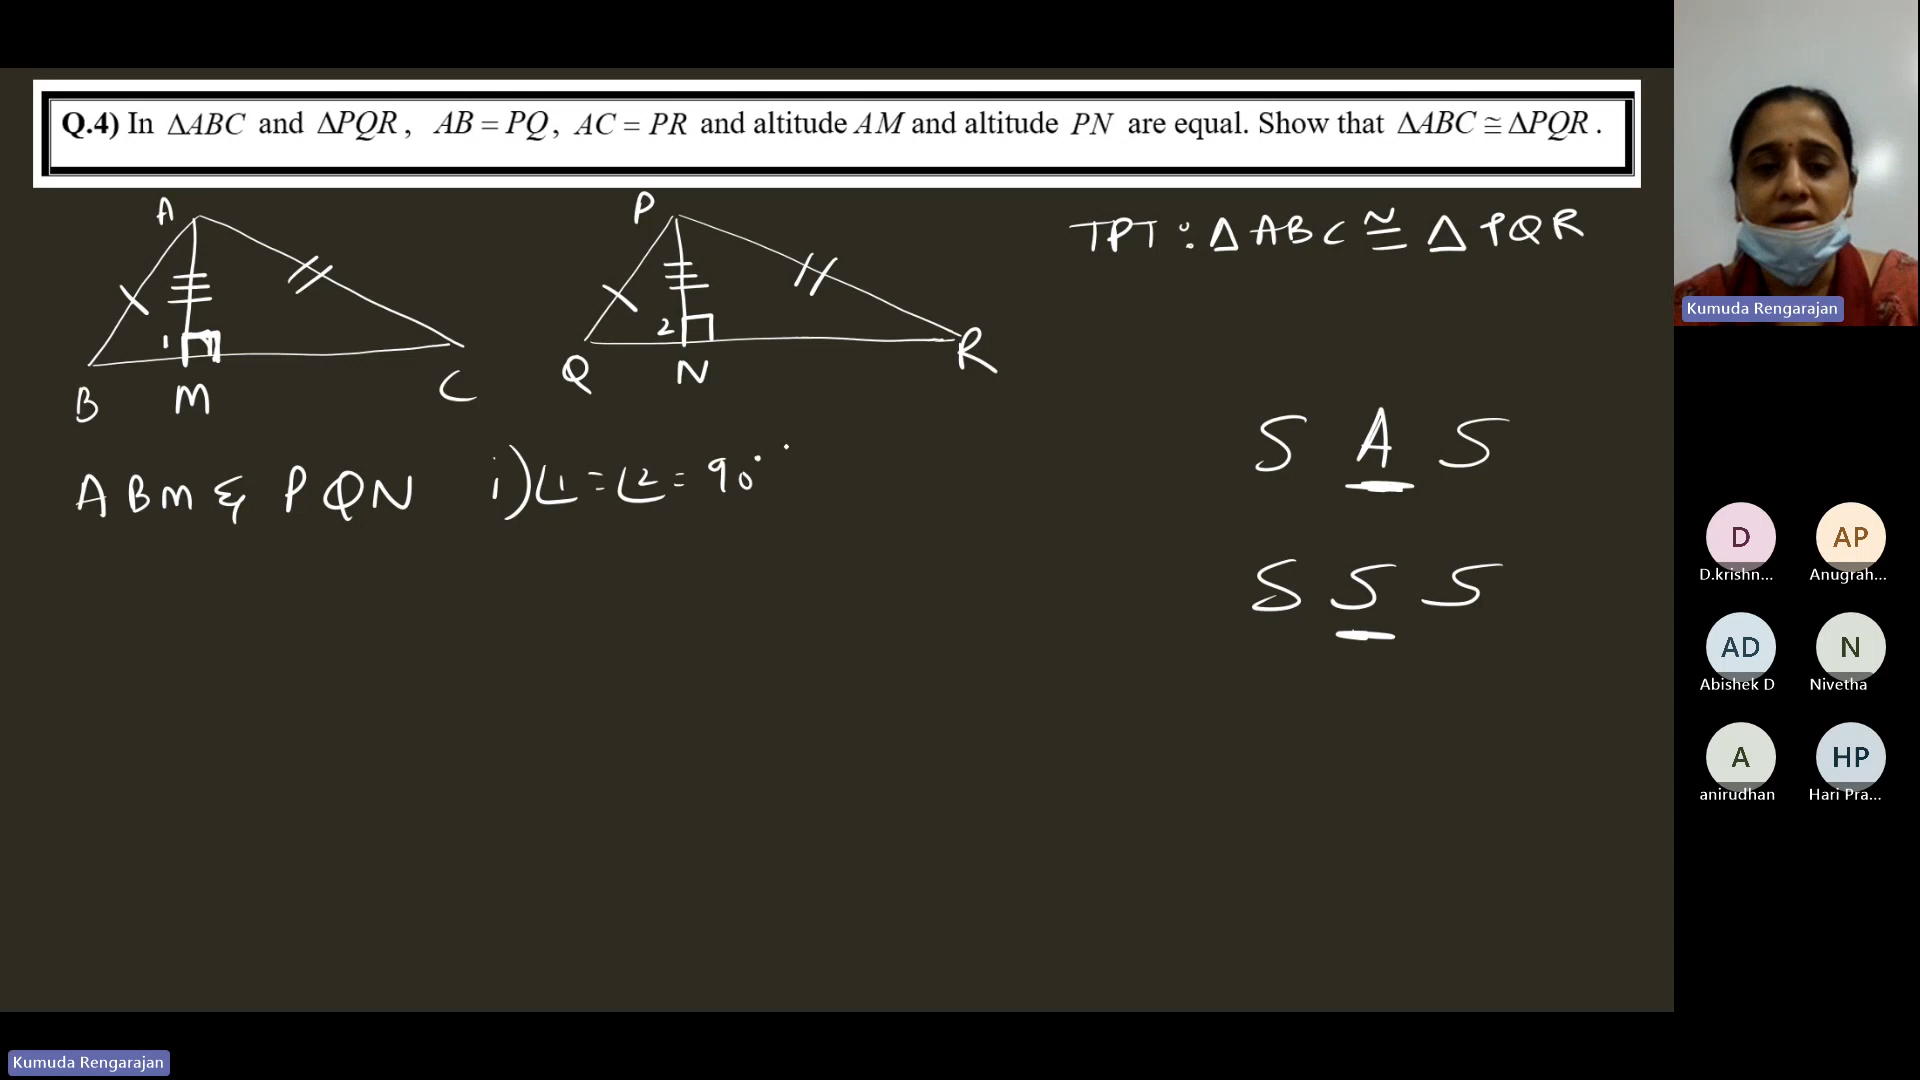 Q.4) In ΔABC and ΔPQR, AB = PQ, AC = PR and altitude AM and altitude PN are equal. Show that ΔABC ≅ ΔPQR.
A
P
TPT : Δ ABC ≅ Δ PQR
1
2
B M C
Q N R
S A S
ABM & PQN i) ∠1 = ∠2 = 90°
S S S
Kumuda Rengarajan
D
D.krishn...
AP
Anugrah...
AD
Abishek D
N
Nivetha
A
anirudhan
HP
Hari Pra...
Kumuda Rengarajan